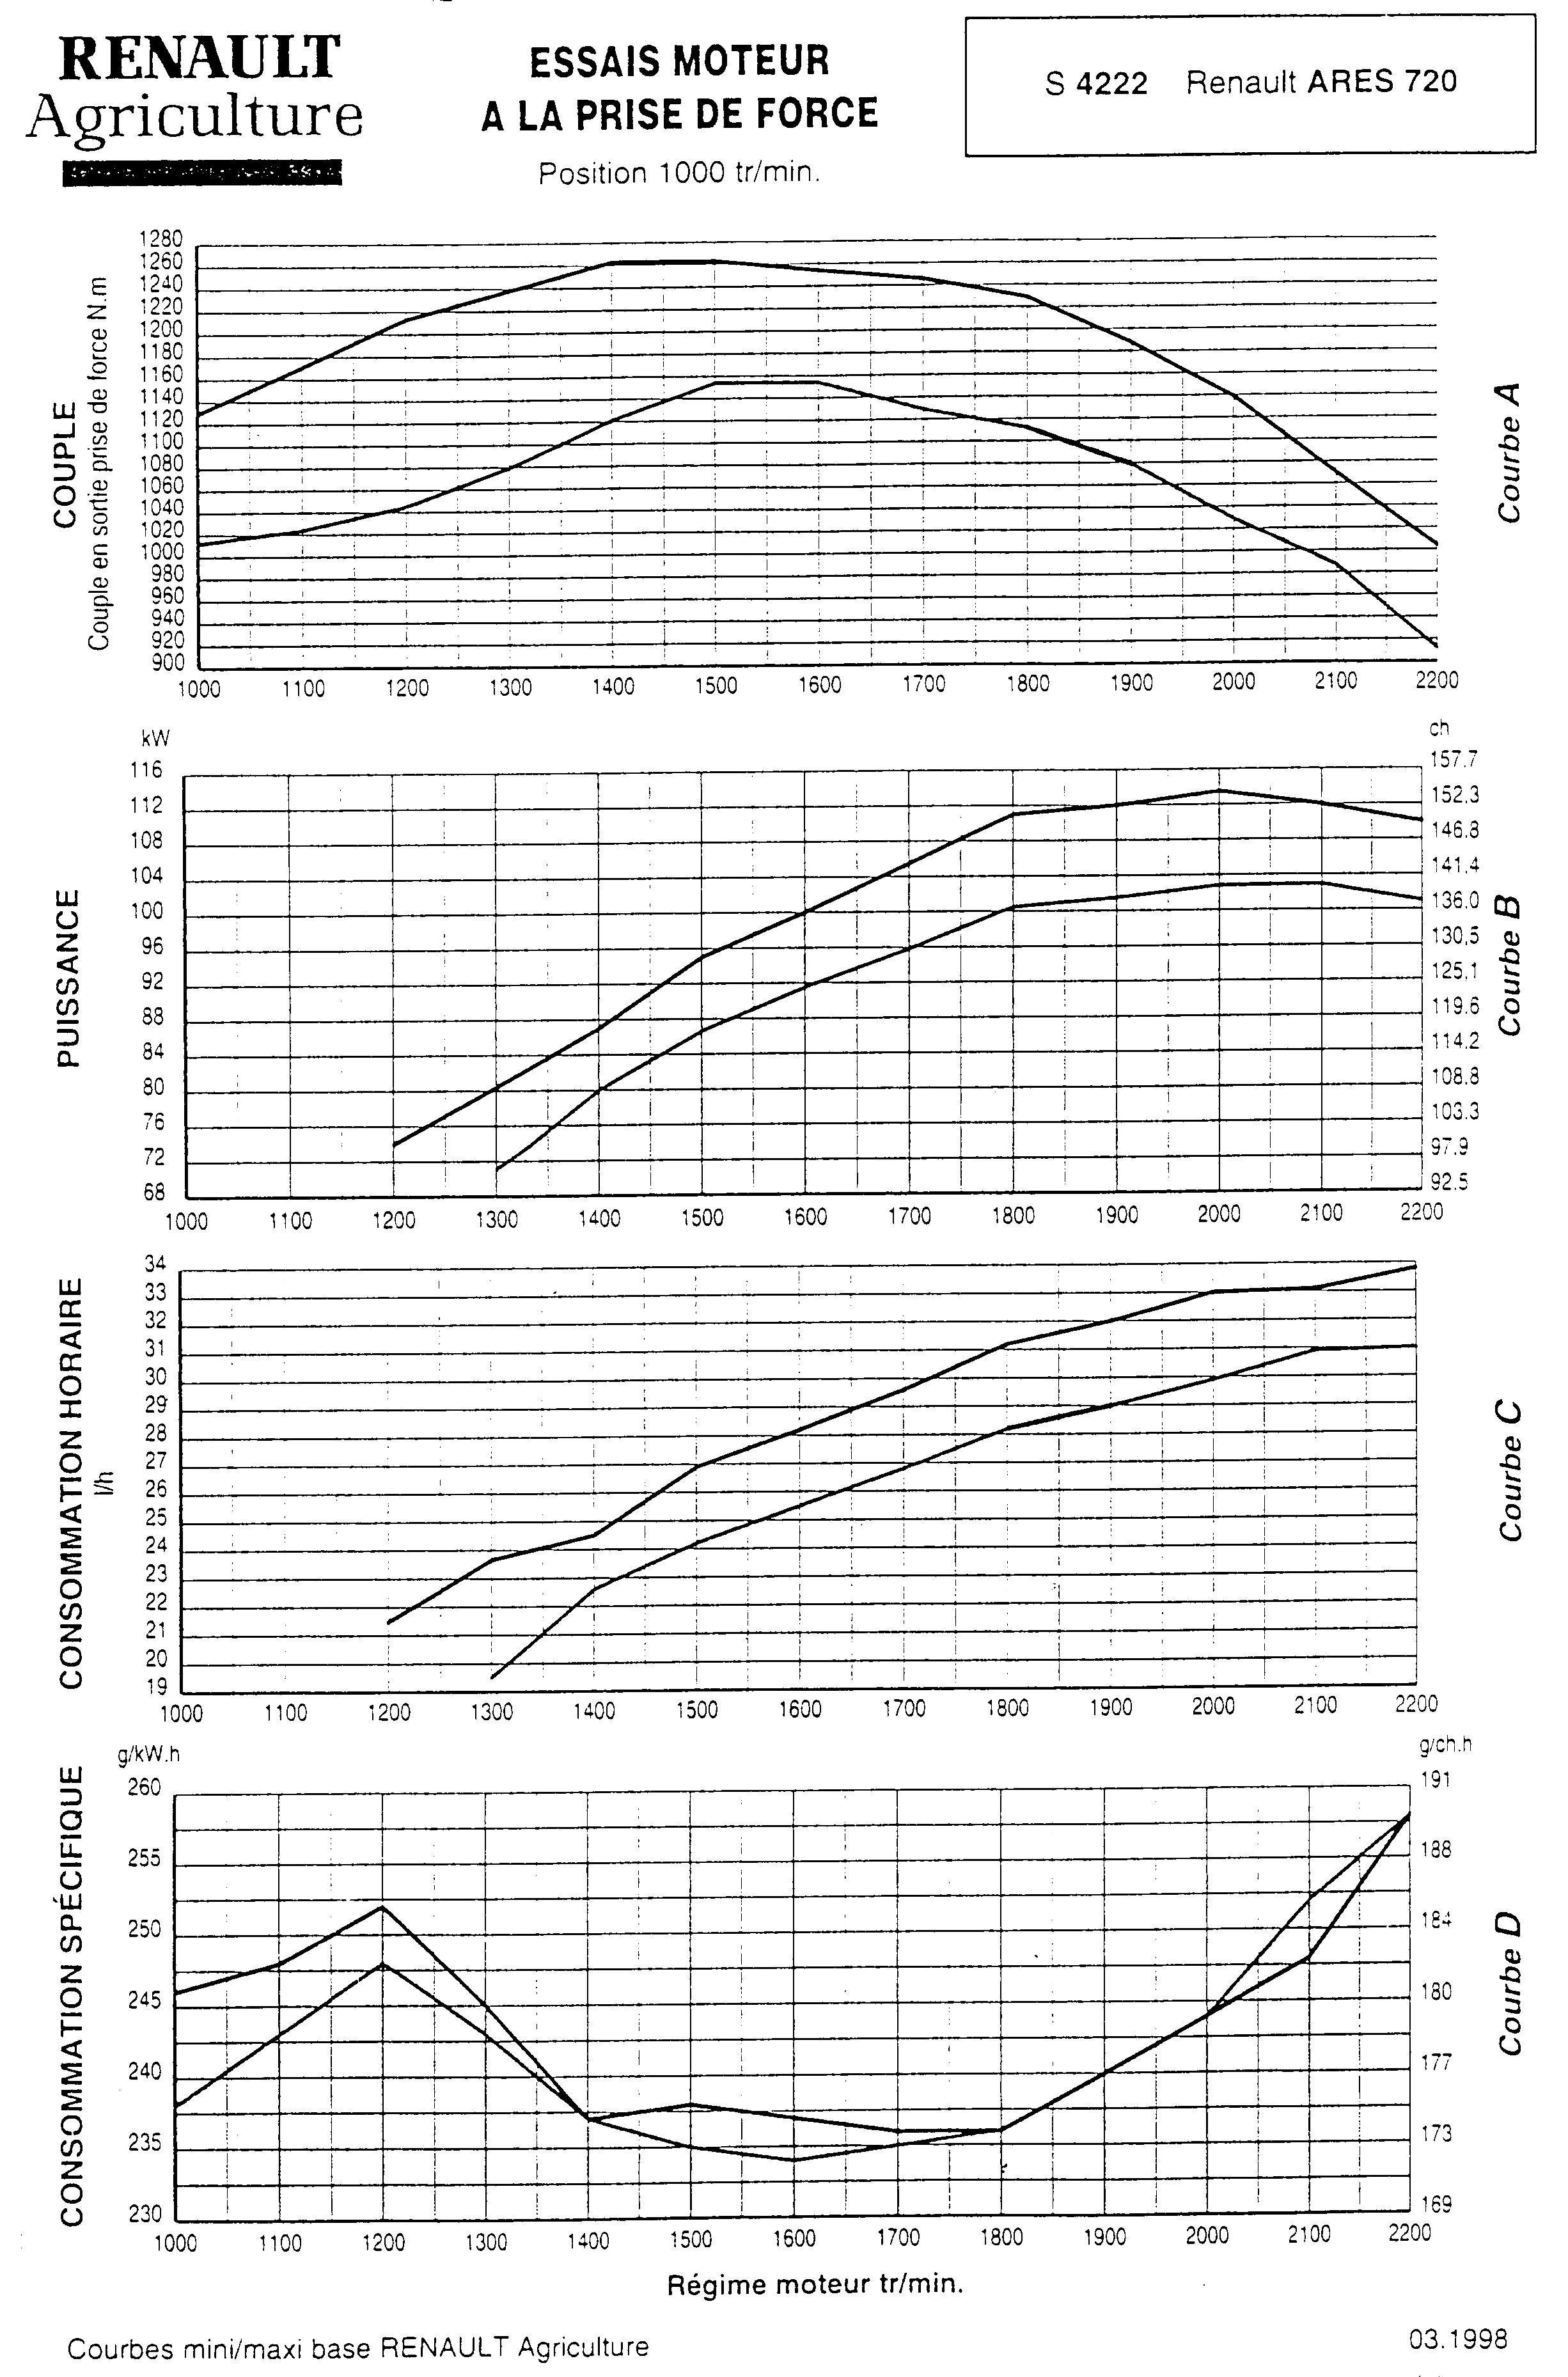 RENAULT
Agriculture
ESSAIS MOTEUR
A LA PRISE DE FORCE
Position 1000 tr/min.
S 4222 Renault ARES 720
COUPLE
Couple en sortie prise de force N.m
1280
1260
1240
1220
1200
1180
1160
1140
1120
1100
1080
1060
1040
1020
1000
980
960
940
920
900
1000 1100 1200 1300 1400 1500 1600 1700 1800 1900 2000 2100 2200
Courbe A
PUISSANCE
kW
116
112
108
104
100
96
92
88
84
80
76
72
68
ch
157.7
152.3
146.8
141.4
136.0
130.5
125.1
119.6
114.2
108.8
103.3
97.9
92.5
1000 1100 1200 1300 1400 1500 1600 1700 1800 1900 2000 2100 2200
Courbe B
CONSOMMATION HORAIRE
l/h
34
33
32
31
30
29
28
27
26
25
24
23
22
21
20
19
1000 1100 1200 1300 1400 1500 1600 1700 1800 1900 2000 2100 2200
Courbe C
CONSOMMATION SPÉCIFIQUE
g/kW.h
260
255
250
245
240
235
230
g/ch.h
191
188
184
180
177
173
169
1000 1100 1200 1300 1400 1500 1600 1700 1800 1900 2000 2100 2200
Courbe D
Régime moteur tr/min.
Courbes mini/maxi base RENAULT Agriculture
03.1998